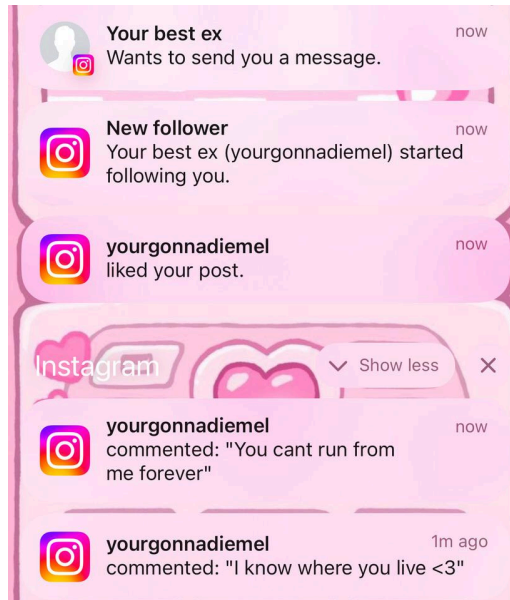 Your best ex now
Wants to send you a message.
New follower now
Your best ex (yourgonnadiemel) started
following you.
yourgonnadiemel now
liked your post.
Instagram Show less
yourgonnadiemel now
commented: "You cant run from
me forever"
yourgonnadiemel 1m ago
commented: "I know where you live <3"